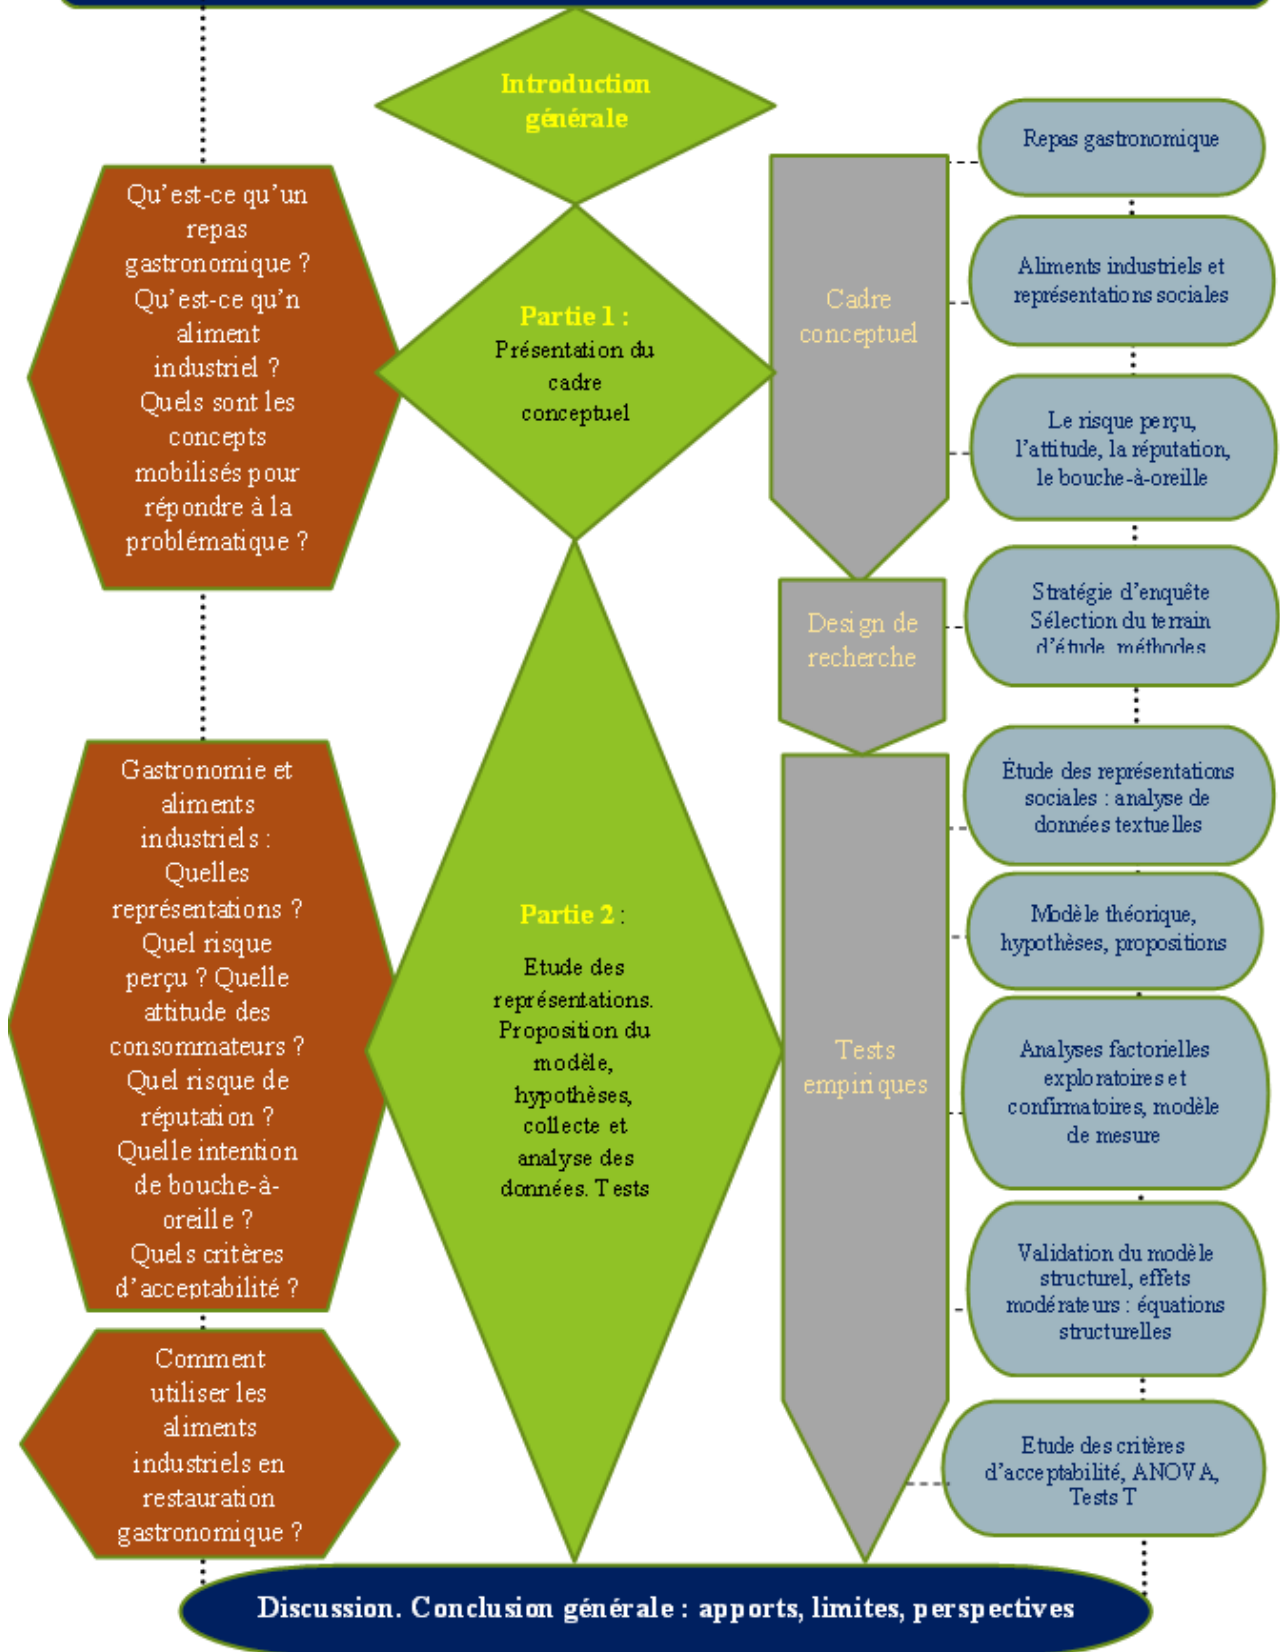 Introduction
générale
Qu'est-ce qu'un
repas
gastronomique ?
Qu'est-ce qu'n
aliment
industriel ?
Quels sont les
concepts
mobilisés pour
répondre à la
problématique ?
Partie 1 :
Présentation du
cadre
conceptuel
Cadre
conceptuel
Repas gastronomique
Aliments industriels et
représentations sociales
Le risque perçu,
l'attitude, la réputation,
le bouche-à-oreille
Design de
recherche
Stratégie d'enquête
Sélection du terrain
d'étude, méthodes
Gastronomie et
aliments
industriels :
Quelles
représentations ?
Quel risque
perçu ? Quelle
attitude des
consommateurs ?
Quel risque de
réputation ?
Quelle intention
de bouche-à-
oreille ?
Quels critères
d'acceptabilité ?
Partie 2 :
Etude des
représentations.
Proposition du
modèle,
hypothèses,
collecte et
analyse des
données. Tests
Tests
empiriques
Étude des représentations
sociales : analyse de
données textuelles
Modèle théorique,
hypothèses, propositions
Analyses factorielles
exploratoires et
confirmatoires, modèle
de mesure
Validation du modèle
structurel, effets
modérateurs : équations
structurelles
Comment
utiliser les
aliments
industriels en
restauration
gastronomique ?
Etude des critères
d'acceptabilité, ANOVA,
Tests T
Discussion. Conclusion générale : apports, limites, perspectives